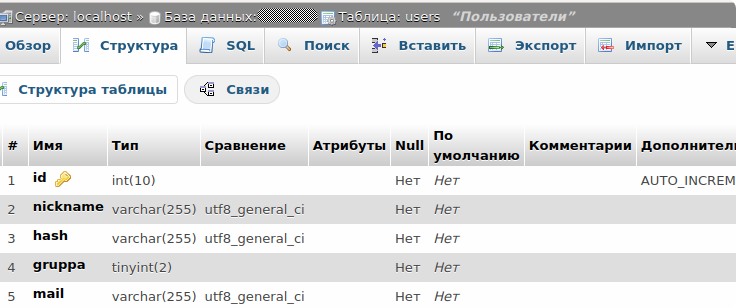 Сервер: localhost » База данных: Таблица: users “Пользователи”
Обзор Структура SQL Поиск Вставить Экспорт Импорт
Структура таблицы Связи
# Имя Тип Сравнение Атрибуты Null По умолчанию Комментарии
1 id int(10) Нет Нет AUTO_INCREM
2 nickname varchar(255) utf8_general_ci Нет Нет
3 hash varchar(255) utf8_general_ci Нет Нет
4 gruppa tinyint(2) Нет Нет
5 mail varchar(255) utf8_general_ci Нет Нет